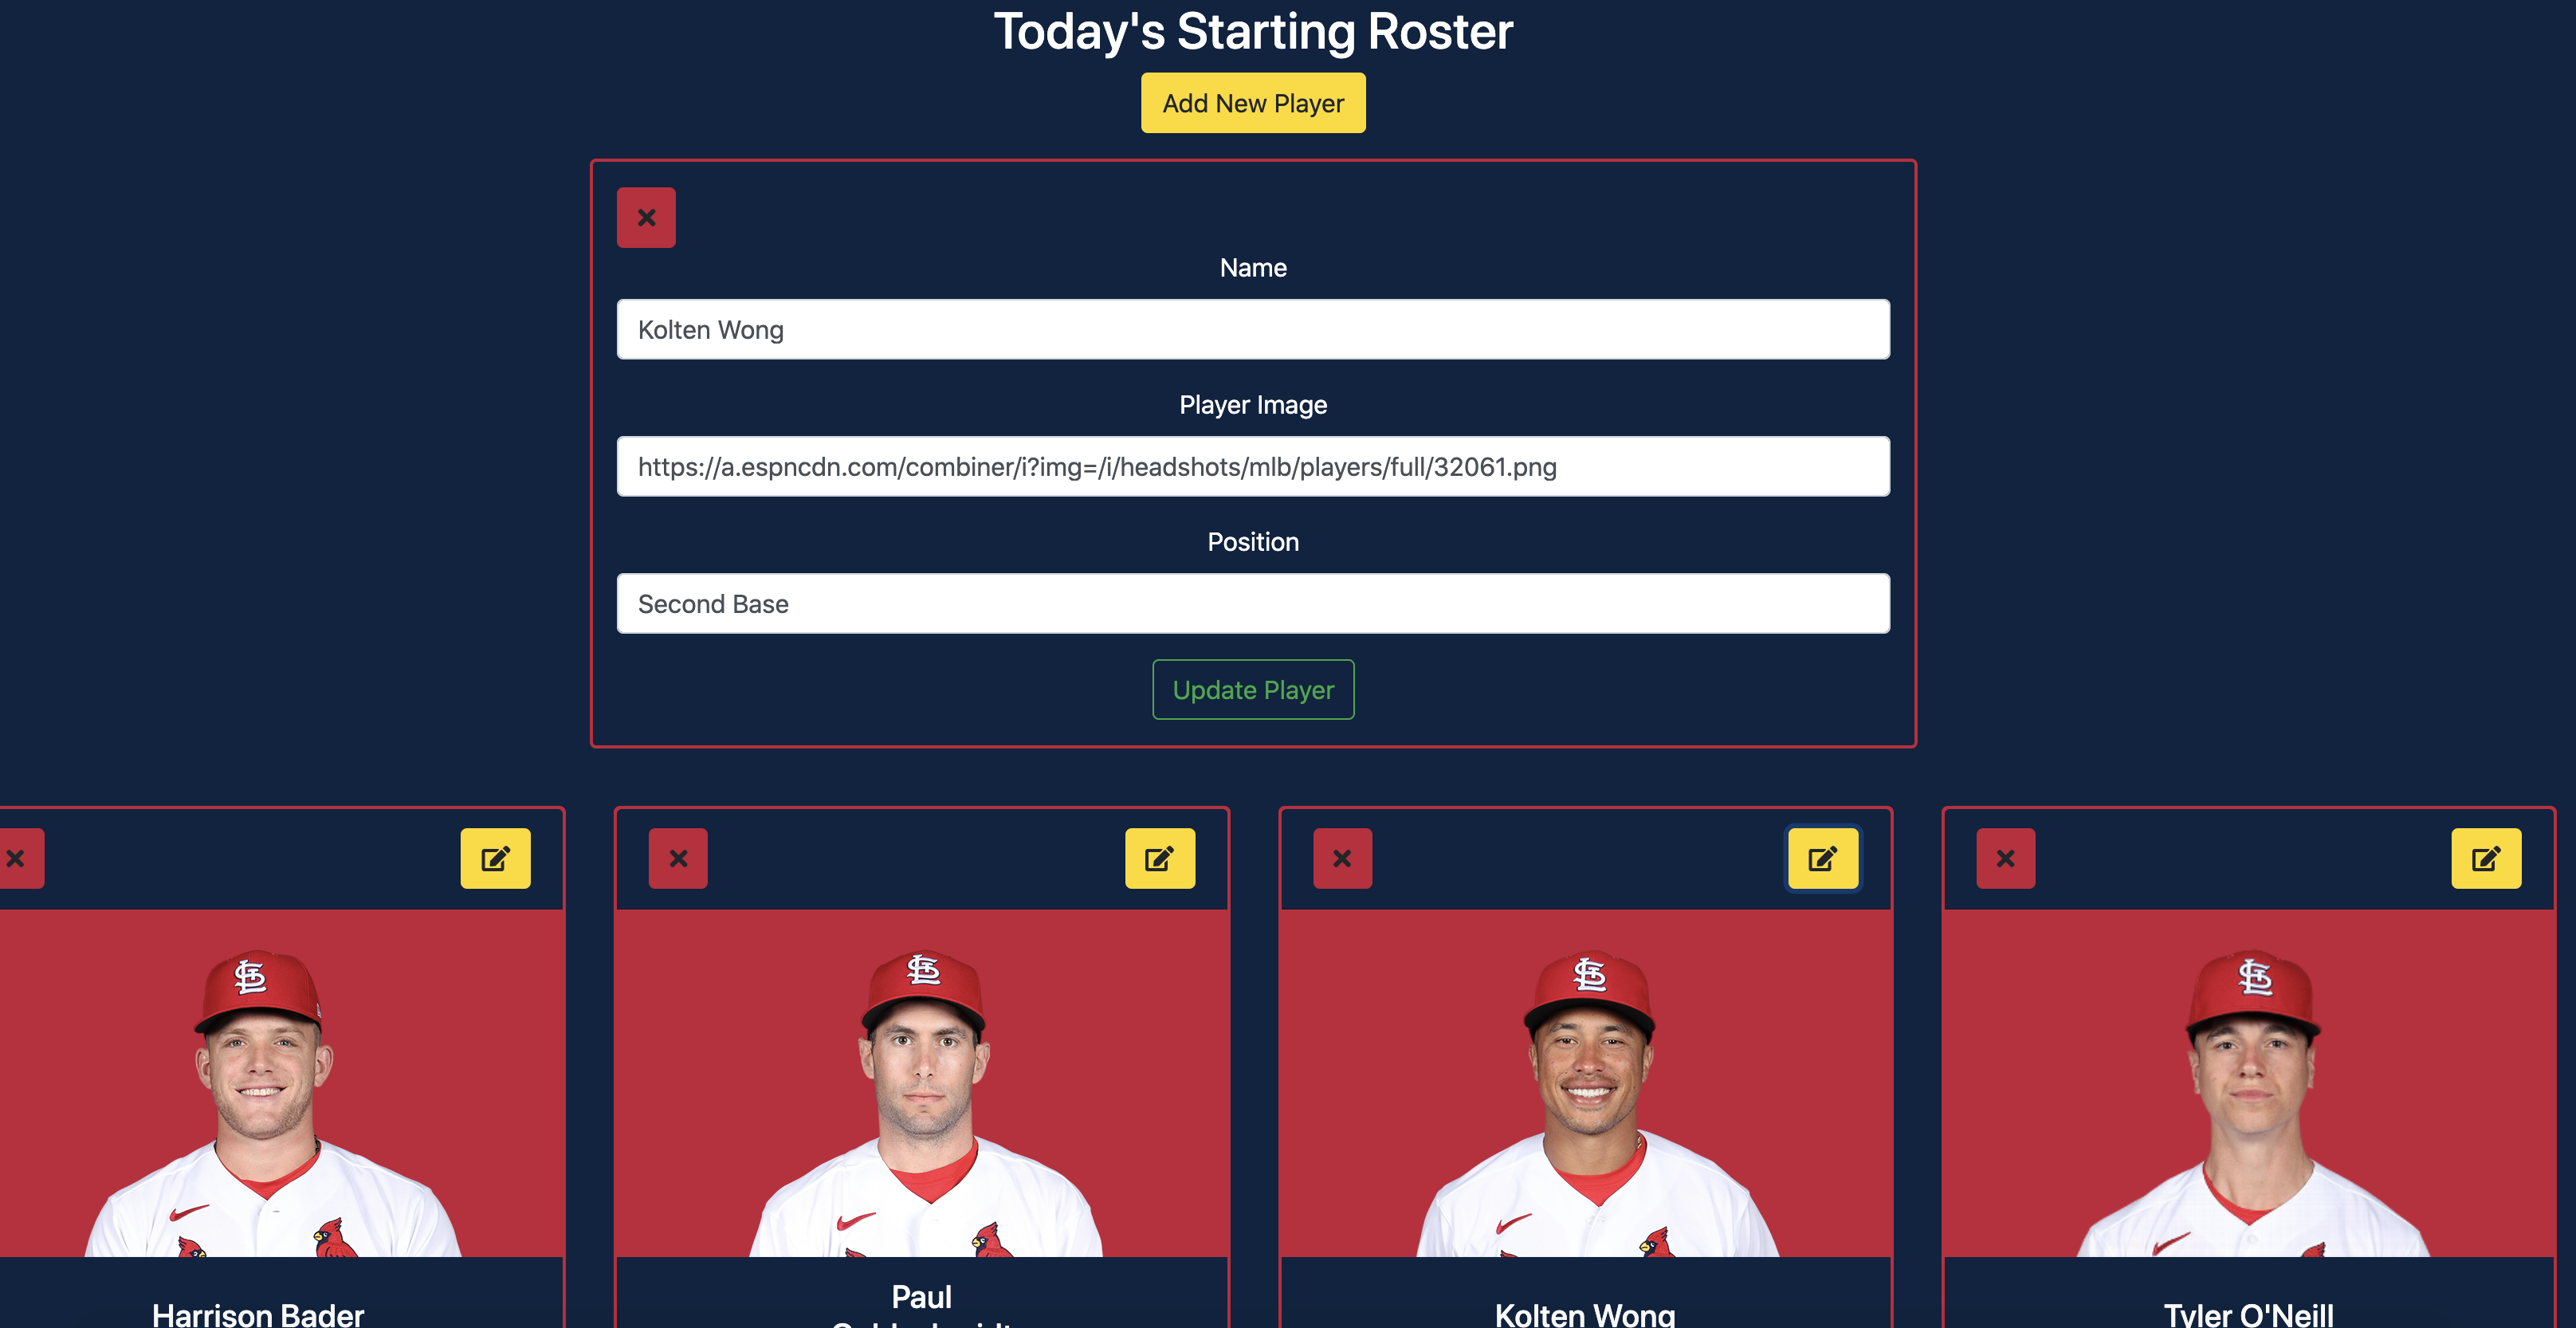 Today's Starting Roster
Add New Player
Name
Kolten Wong
Player Image
https://a.espncdn.com/combiner/i?img=/i/headshots/mlb/players/full/32061.png
Position
Second Base
Update Player
Harrison Bader
Paul
Kolten Wong
Tyler O'Neill